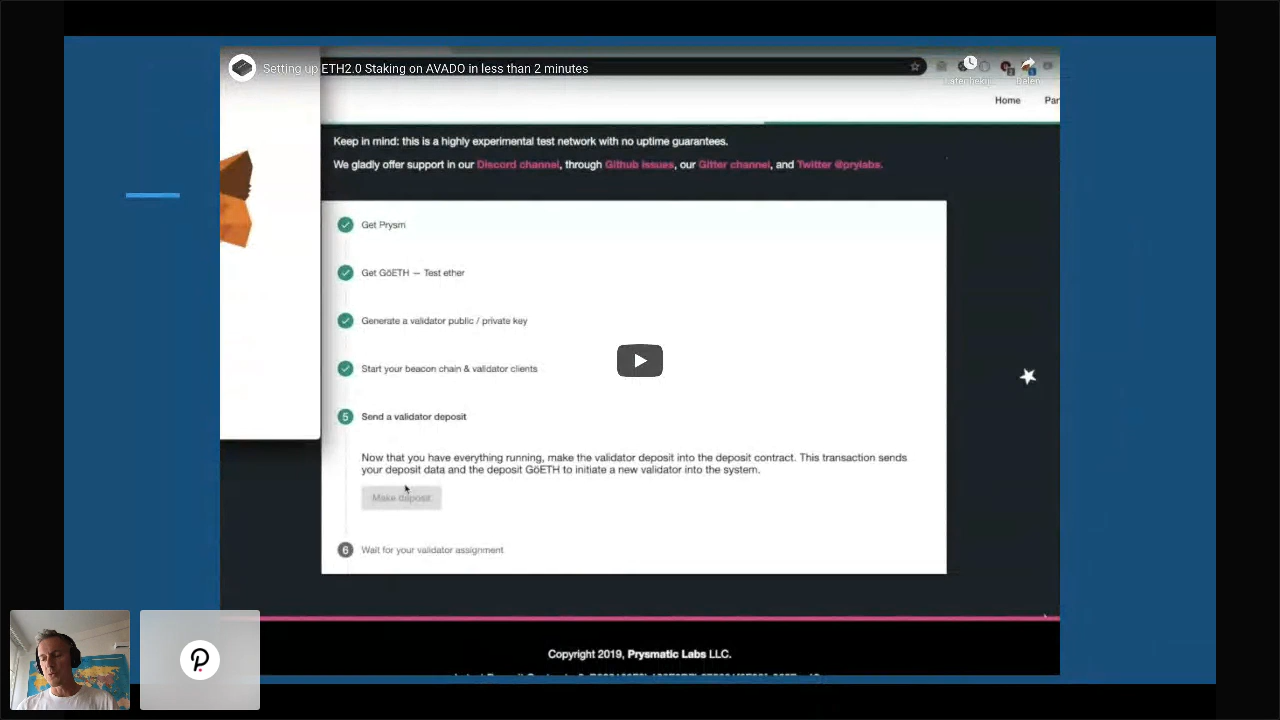 Setting up ETH2.0 Staking on AVADO in less than 2 minutes
Delen
Home
Par
Keep in mind: this is a highly experimental test network with no uptime guarantees.
We gladly offer support in our Discord channel, through Github Issues, our Gitter channel, and Twitter @prylabs.
Get Prysm
Get GöETH — Test ether
Generate a validator public / private key
Start your beacon chain & validator clients
5 Send a validator deposit
Now that you have everything running, make the validator deposit into the deposit contract. This transaction sends
your deposit data and the deposit GöETH to initiate a new validator into the system.
Make deposit
6 Wait for your validator assignment
Copyright 2019, Prysmatic Labs LLC.